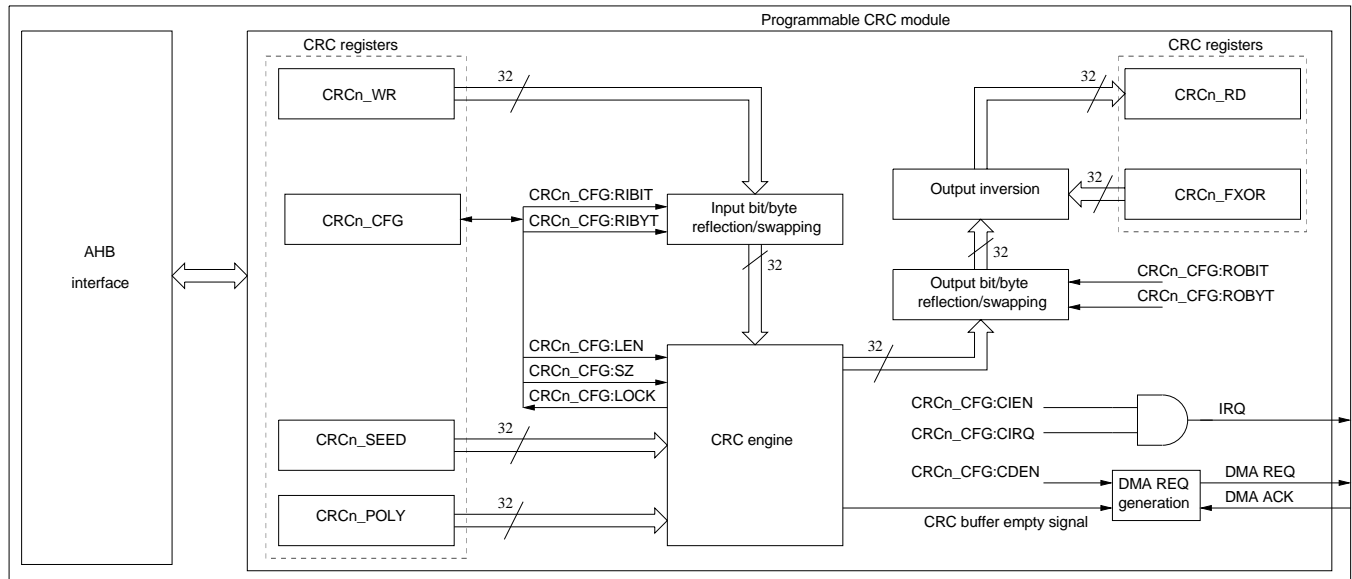 Programmable CRC module
CRC registers
CRC registers
CRCn_WR
32
32
CRCn_RD
CRCn_CFG
CRCn_CFG:RIBIT
CRCn_CFG:RIBYT
Input bit/byte
reflection/swapping
32
Output inversion
32
CRCn_FXOR
AHB
interface
32
Output bit/byte
reflection/swapping
CRCn_CFG:ROBIT
CRCn_CFG:ROBYT
CRCn_CFG:LEN
CRCn_CFG:SZ
CRCn_CFG:LOCK
32
CRCn_SEED
32
CRC engine
CRCn_CFG:CIEN
CRCn_CFG:CIRQ
IRQ
CRCn_POLY
32
CRCn_CFG:CDEN
DMA REQ
generation
DMA REQ
DMA ACK
CRC buffer empty signal